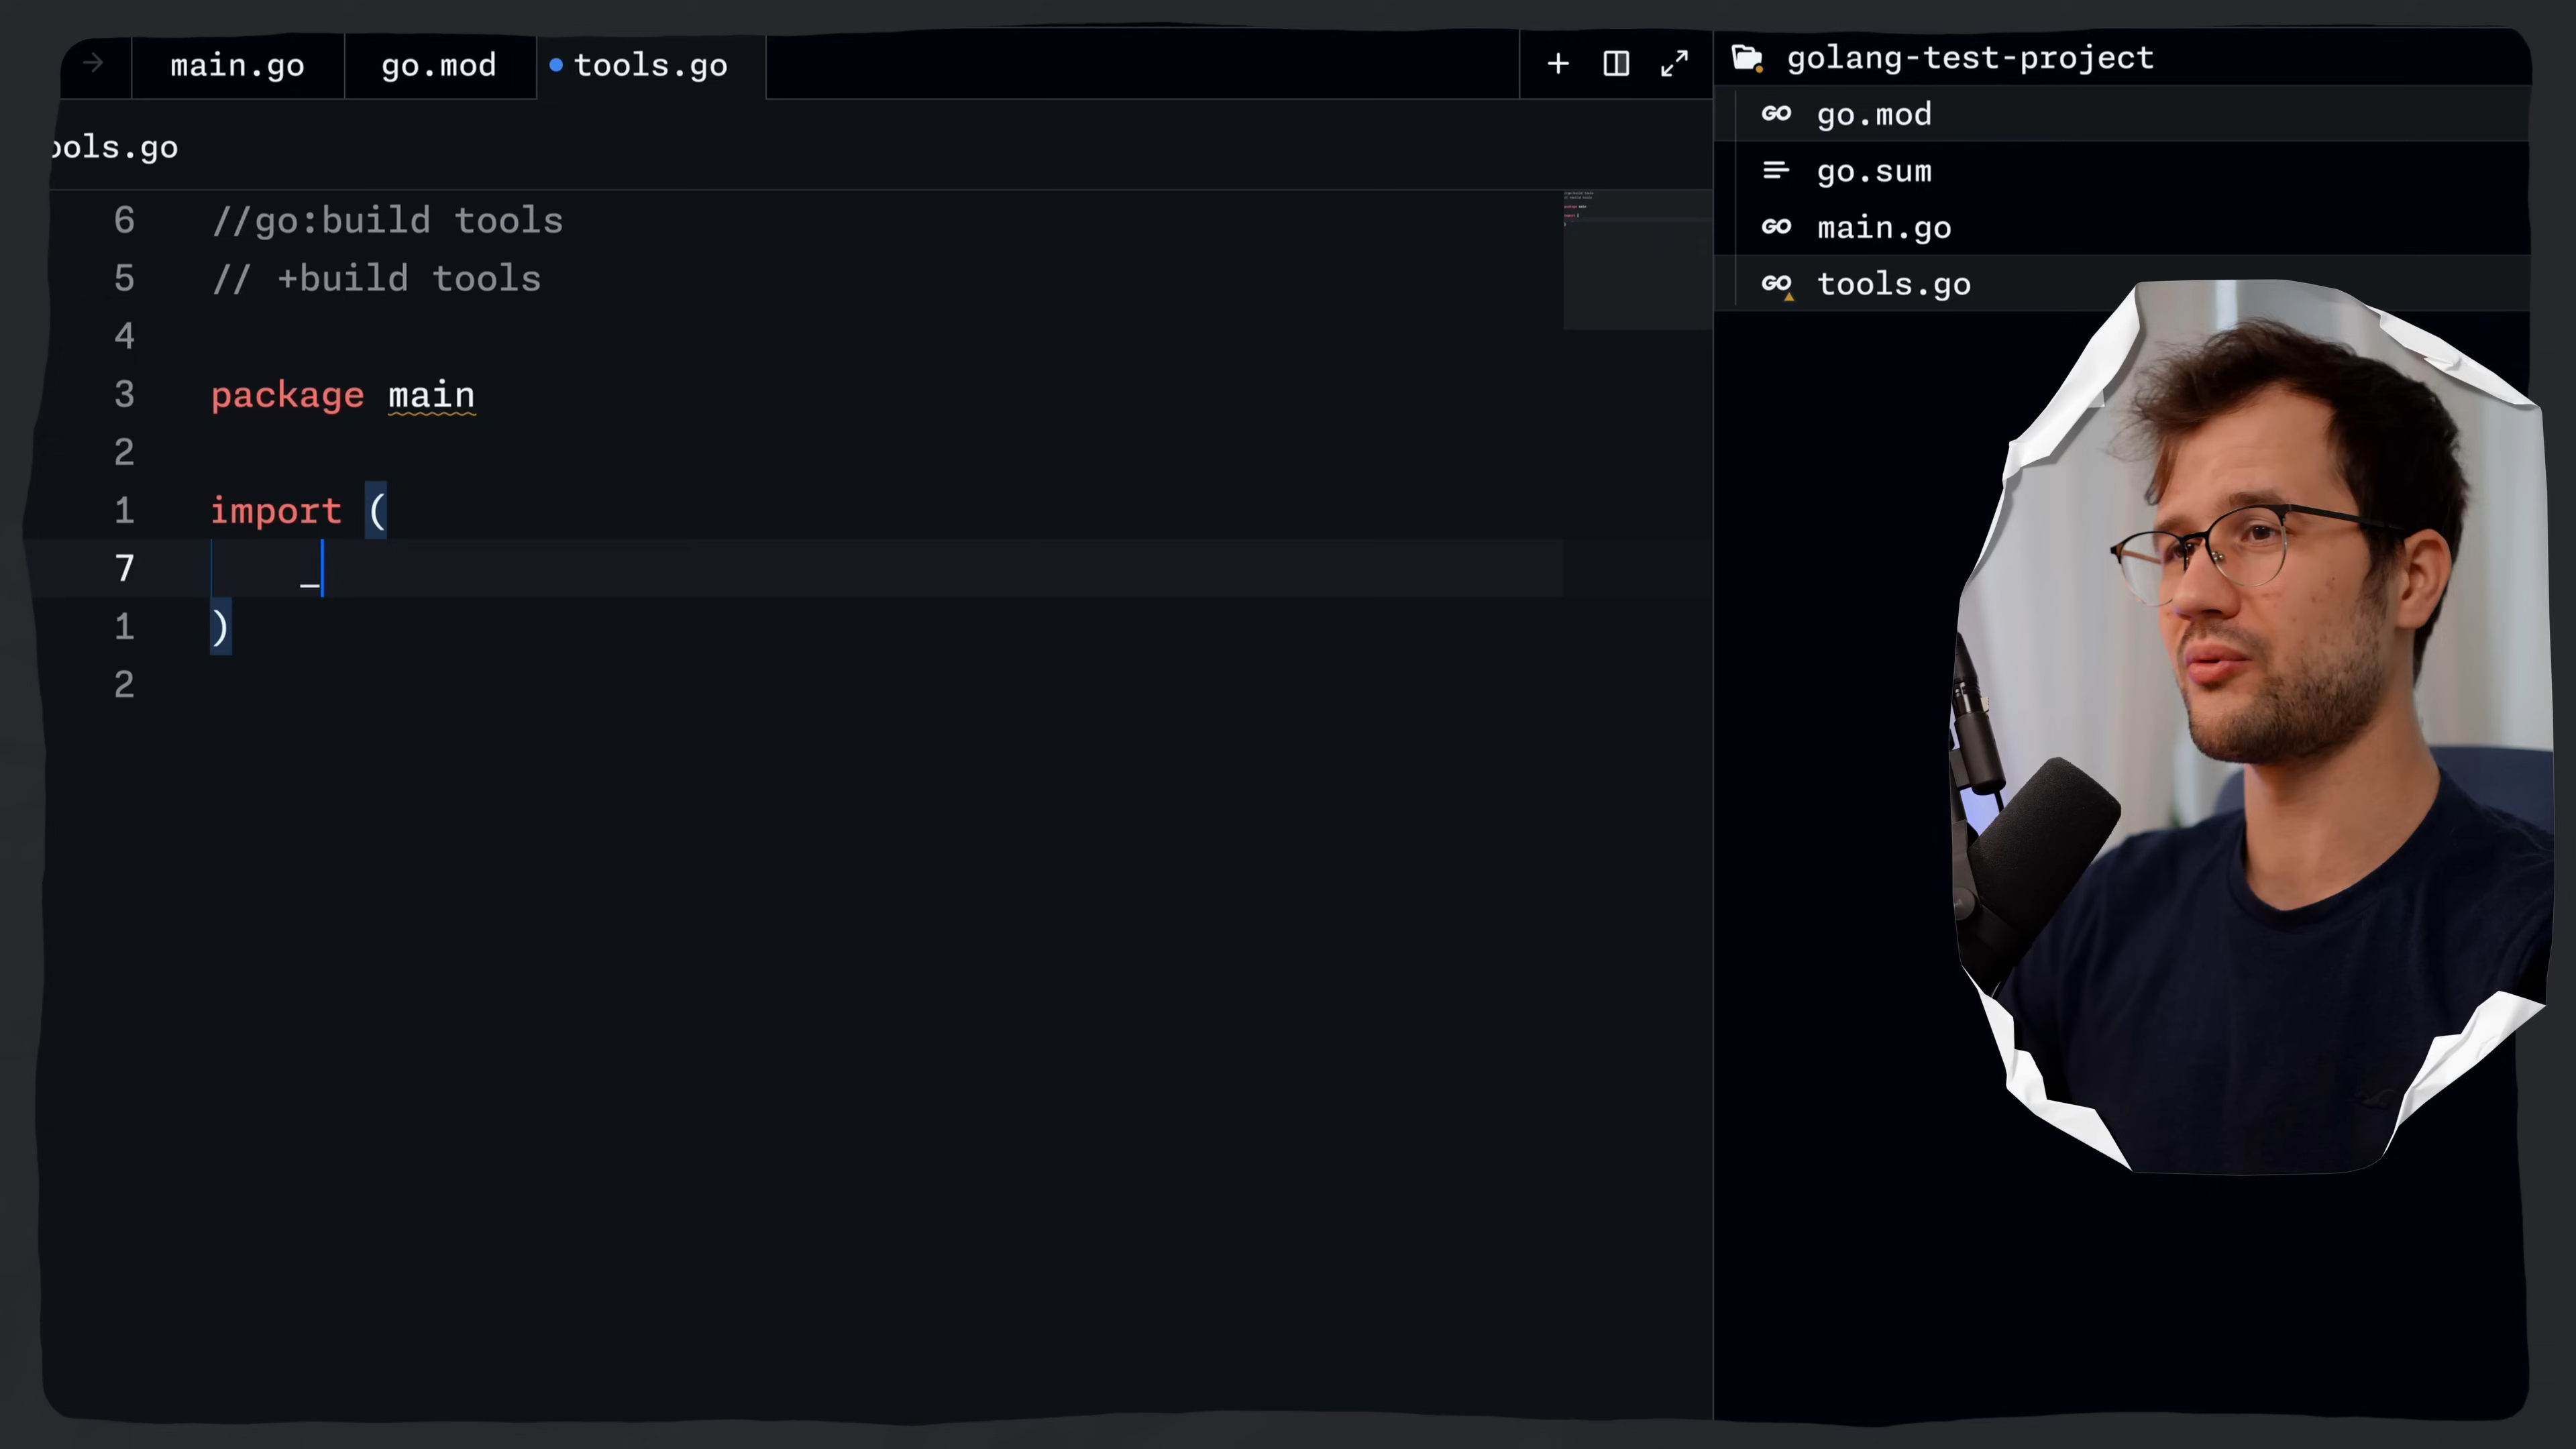 main.go
go.mod
tools.go
golang-test-project
go.mod
go.sum
main.go
tools.go
ools.go
6 //go:build tools
5 // +build tools
4
3 package main
2
1 import (
7 _
1 )
2